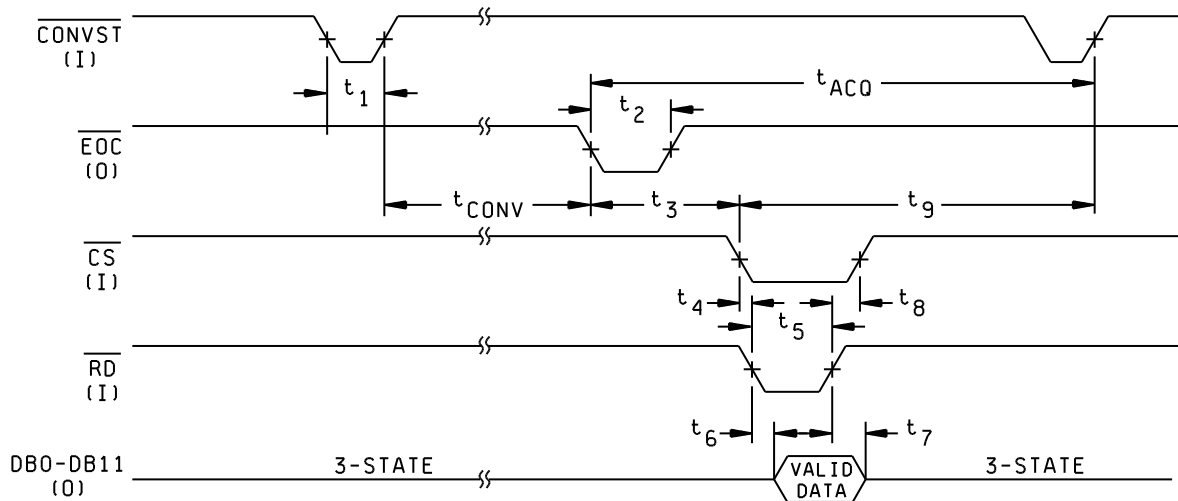 CONVST
(I)
t1
tACQ
t2
EOC
(O)
tCONV
t3
t9
CS
(I)
t4
t5
t8
RD
(I)
t6
t7
DB0-DB11
(O)
3-STATE
VALID
DATA
3-STATE